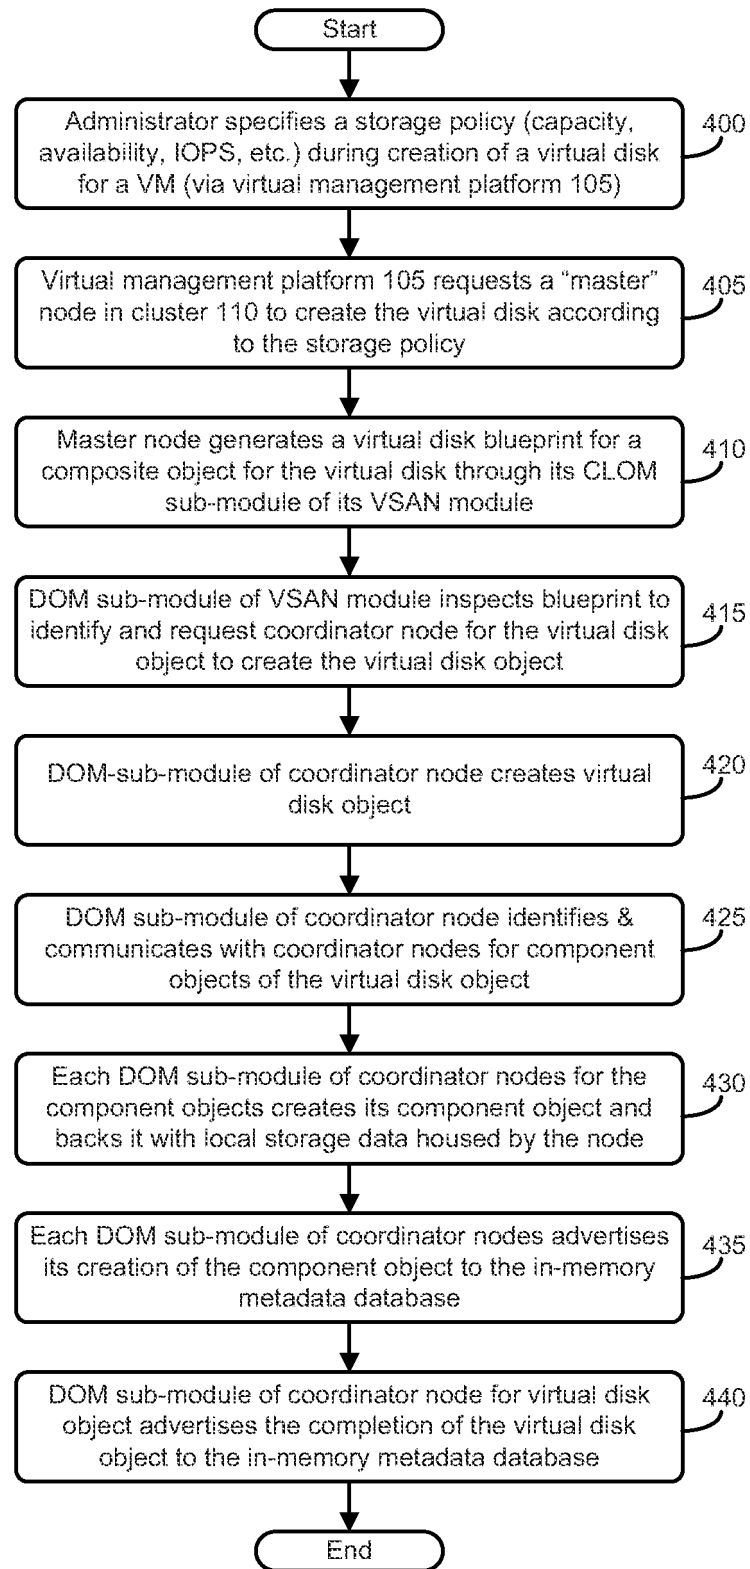 Start
Administrator specifies a storage policy (capacity,
availability, IOPS, etc.) during creation of a virtual disk
for a VM (via virtual management platform 105)
400
Virtual management platform 105 requests a “master”
node in cluster 110 to create the virtual disk according
to the storage policy
405
Master node generates a virtual disk blueprint for a
composite object for the virtual disk through its CLOM
sub-module of its VSAN module
410
DOM sub-module of VSAN module inspects blueprint to
identify and request coordinator node for the virtual disk
object to create the virtual disk object
415
DOM-sub-module of coordinator node creates virtual
disk object
420
DOM sub-module of coordinator node identifies &
communicates with coordinator nodes for component
objects of the virtual disk object
425
Each DOM sub-module of coordinator nodes for the
component objects creates its component object and
backs it with local storage data housed by the node
430
Each DOM sub-module of coordinator nodes advertises
its creation of the component object to the in-memory
metadata database
435
DOM sub-module of coordinator node for virtual disk
object advertises the completion of the virtual disk
object to the in-memory metadata database
440
End